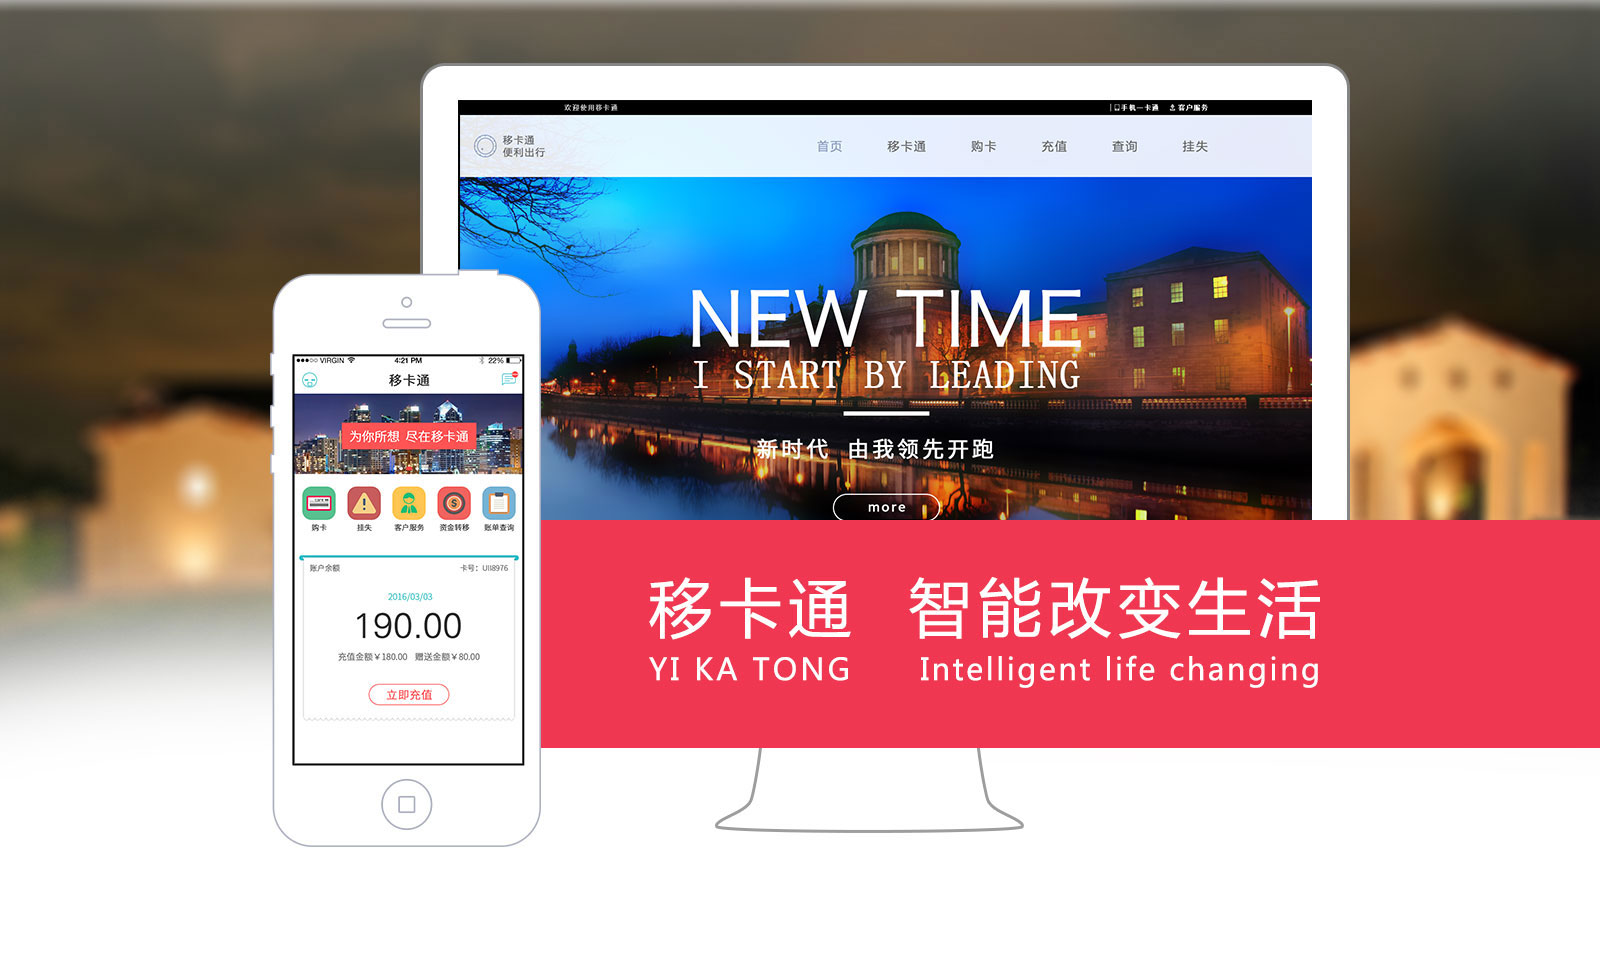 欢迎使用移卡通
手机一卡通 客户服务
移卡通
便利出行
首页 移卡通 购卡 充值 查询 挂失
NEW TIME
I START BY LEADING
新时代 由我领先开跑
more
VIRGIN 4:21 PM 22%
移卡通
为你所想 尽在移卡通
购卡 挂失 客户服务 资金转移 账单查询
账户余额 卡号：UI18976
2016/03/03
190.00
充值金额￥180.00 赠送金额￥80.00
立即充值
移卡通 智能改变生活
YI KA TONG Intelligent life changing